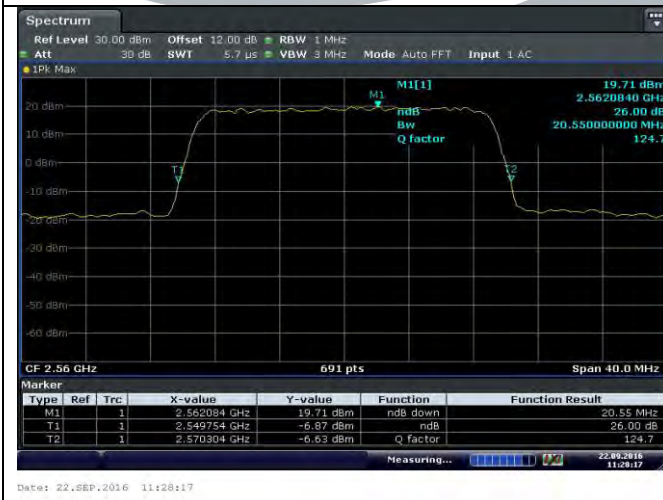 Spectrum
Ref Level 30.00 dBm Offset 12.00 dB RBW 1 MHz
Att 30 dB SWT 5.7 µs VBW 3 MHz Mode Auto FFT Input 1 AC
1Pk Max
M1[1] 19.71 dBm
2.5620840 GHz
M1
20 dBm
ndB 26.00 dB
Bw 20.550000000 MHz
10 dBm
Q factor 124.7
0 dBm
T1 T2
-10 dBm
-20 dBm
-30 dBm
-40 dBm
-50 dBm
-60 dBm
CF 2.56 GHz 691 pts Span 40.0 MHz
Marker
Type Ref Trc X-value Y-value Function Function Result
M1 1 2.562084 GHz 19.71 dBm ndB down 20.55 MHz
T1 1 2.549754 GHz -6.87 dBm ndB 26.00 dB
T2 1 2.570304 GHz -6.63 dBm Q factor 124.7
Measuring... 22.09.2016
11:28:17
Date: 22.SEP.2016 11:28:17